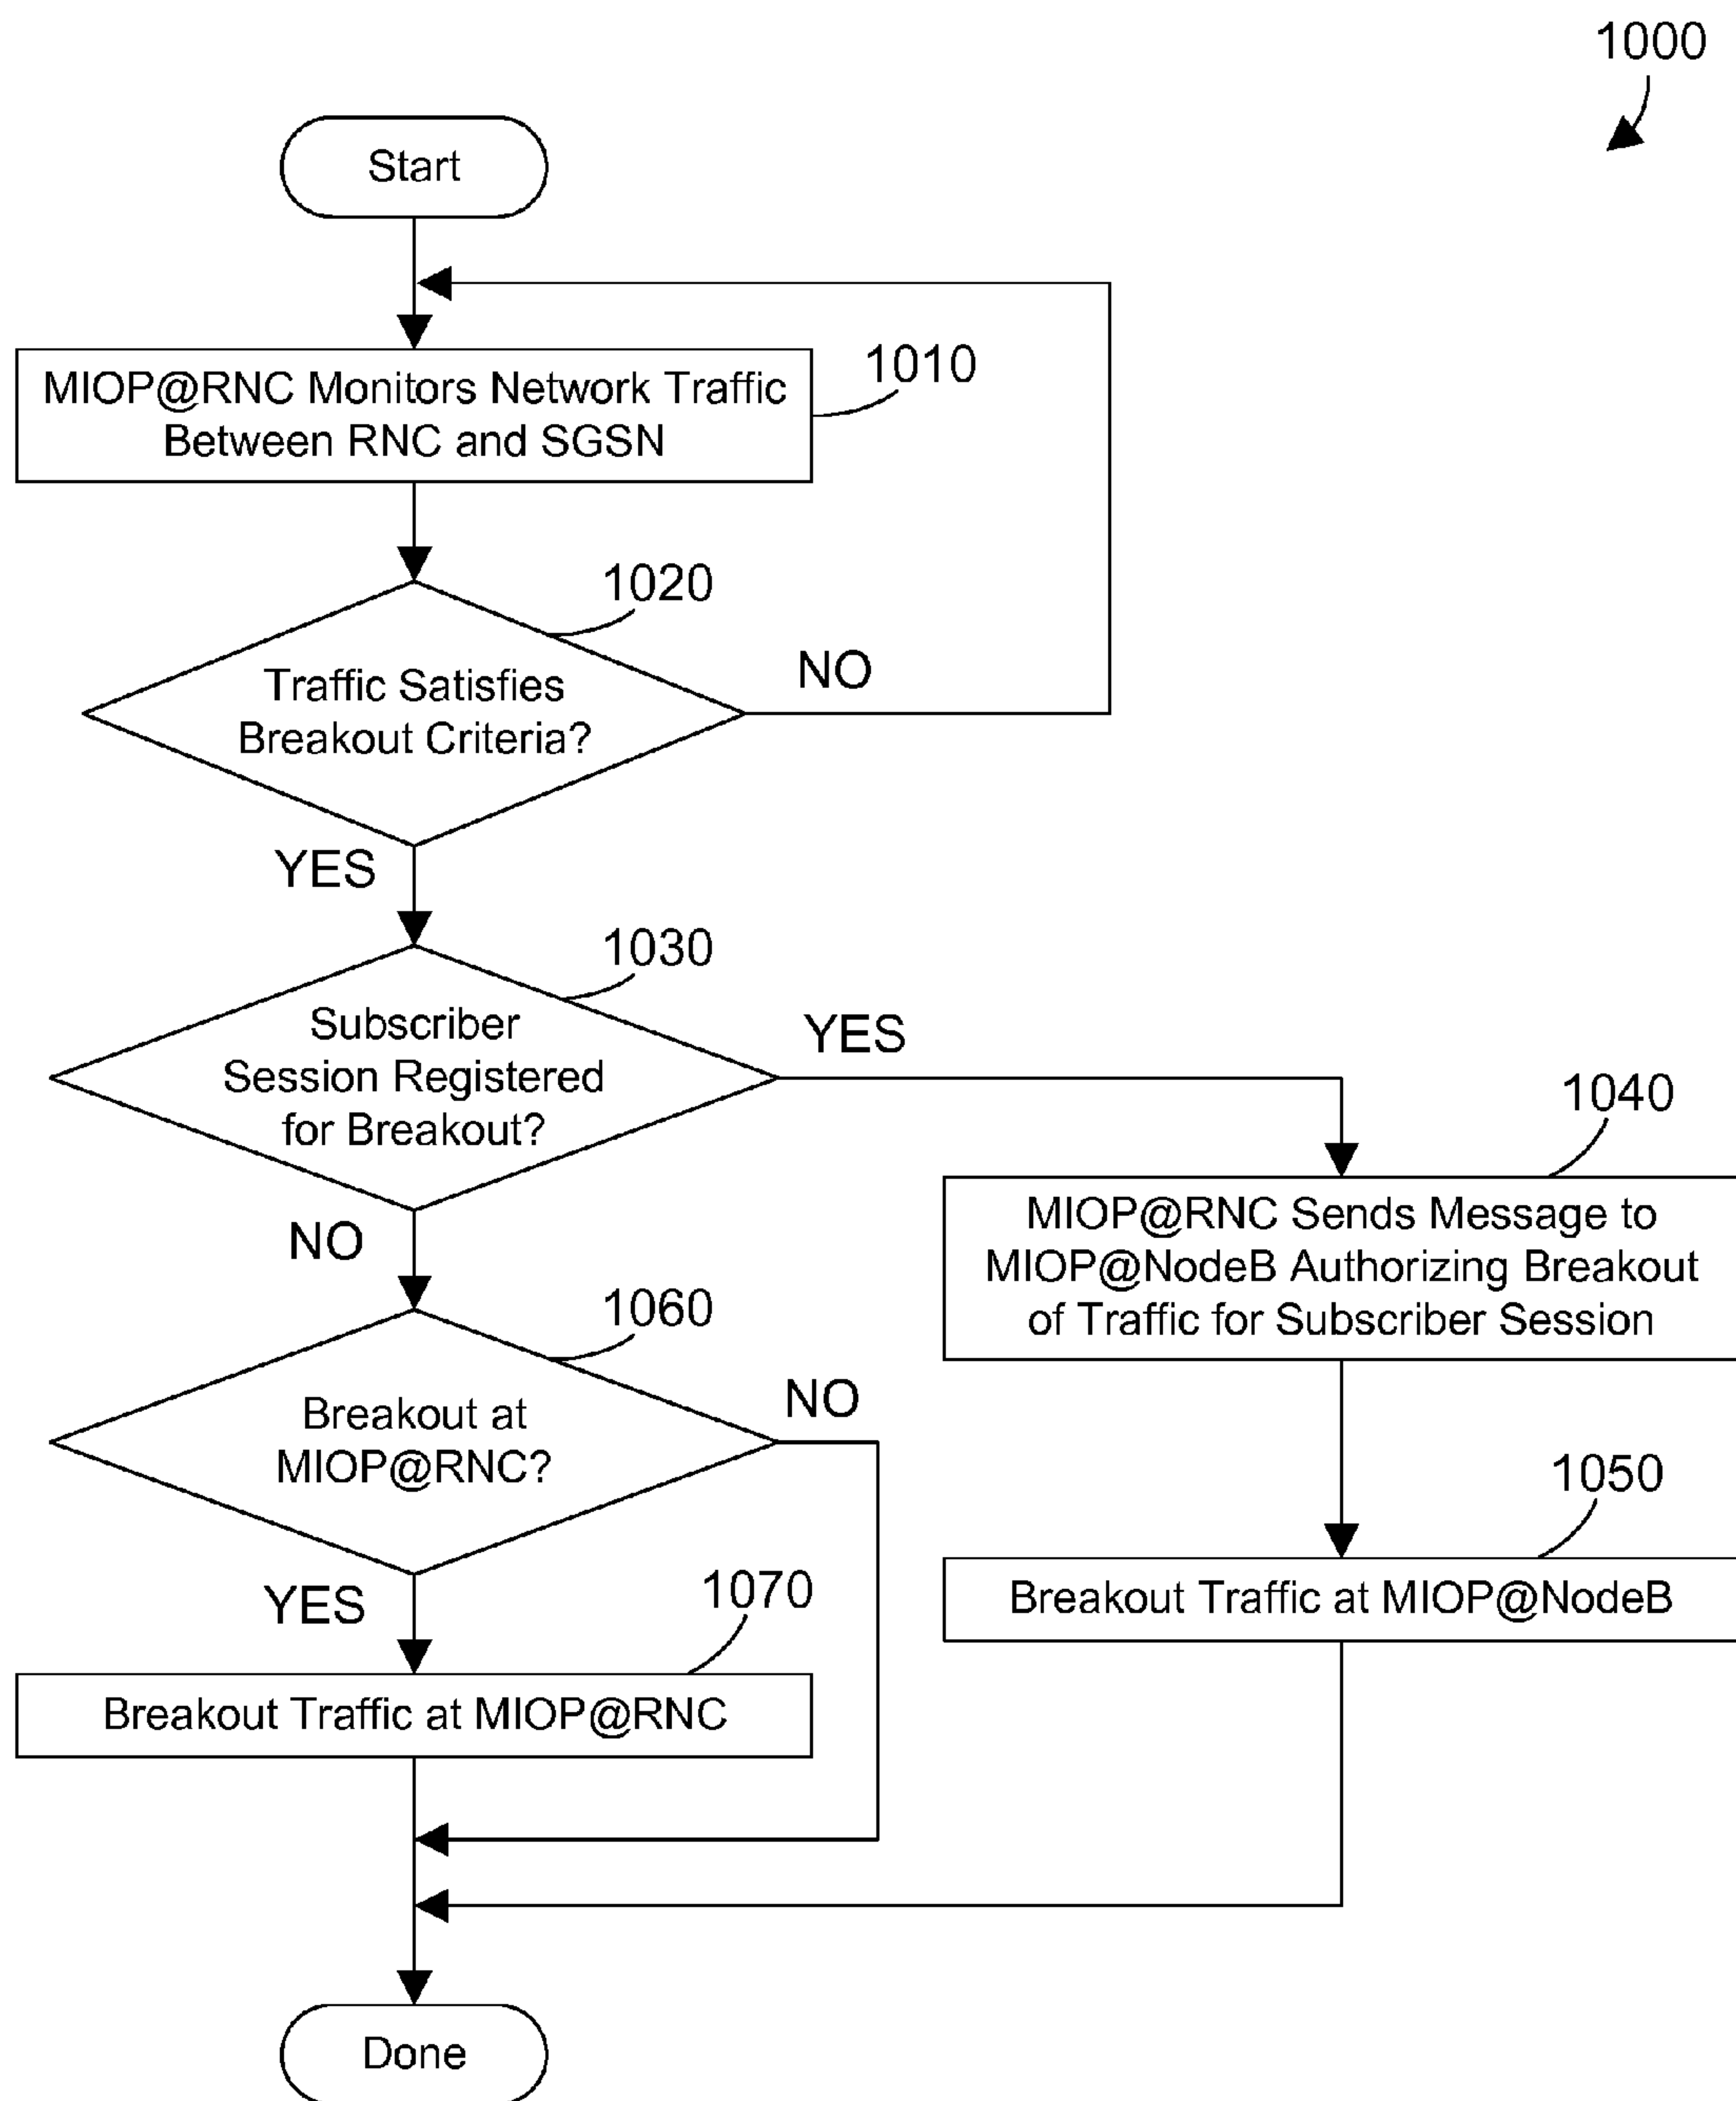 1000
Start
MIOP@RNC Monitors Network Traffic
Between RNC and SGSN
1010
1020
Traffic Satisfies
Breakout Criteria?
NO
YES
1030
Subscriber
Session Registered
for Breakout?
YES
NO
1040
MIOP@RNC Sends Message to
MIOP@NodeB Authorizing Breakout
of Traffic for Subscriber Session
1060
Breakout at
MIOP@RNC?
NO
YES
1050
Breakout Traffic at MIOP@NodeB
1070
Breakout Traffic at MIOP@RNC
Done